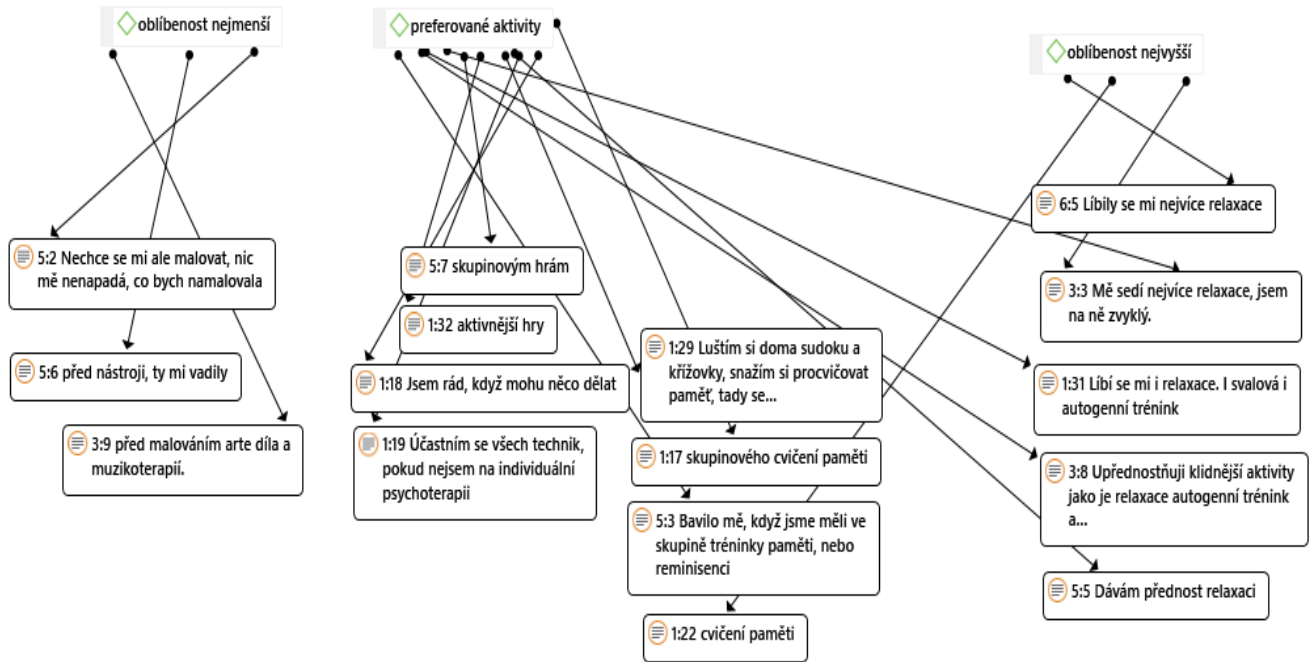 oblíbenost nejmenší
preferované aktivity
oblíbenost nejvyšší
5:2 Nechce se mi ale malovat, nic
mě nenapadá, co bych namalovala
5:6 před nástroji, ty mi vadily
3:9 před malováním arte díla a
muzikoterapií.
5:7 skupinovým hrám
1:32 aktivnější hry
1:18 Jsem rád, když mohu něco dělat
1:19 Účastním se všech technik,
pokud nejsem na individuální
psychoterapii
1:29 Luštím si doma sudoku a
křížovky, snažím si procvičovat
paměť, tady se...
1:17 skupinového cvičení paměti
5:3 Bavilo mě, když jsme měli ve
skupině tréninky paměti, nebo
reminisenci
1:22 cvičení paměti
6:5 Líbily se mi nejvíce relaxace
3:3 Mě sedí nejvíce relaxace, jsem
na ně zvyklý.
1:31 Líbí se mi i relaxace. I svalová i
autogenní trénink
3:8 Upřednostňuji klidnější aktivity
jako je relaxace autogenní trénink
a...
5:5 Dávám přednost relaxaci